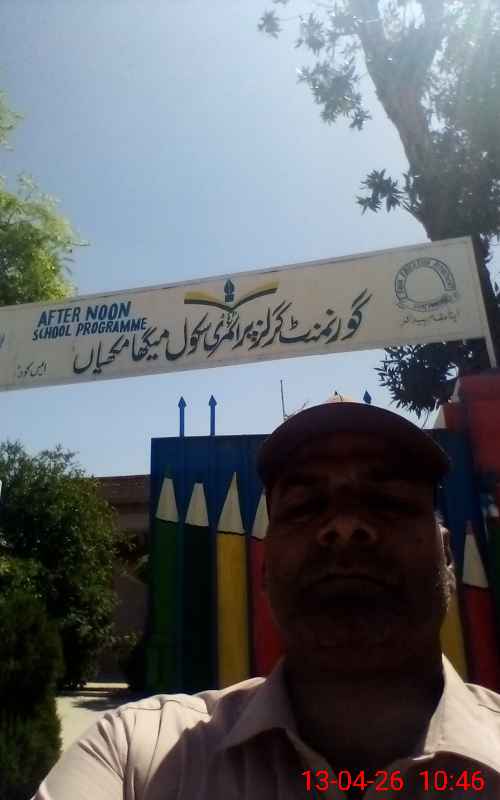 AFTER NOON
SCHOOL PROGRAMME
گورنمنٹ گرلز پرائمری سکول میگھا مکھیاں
13-04-26 10:46